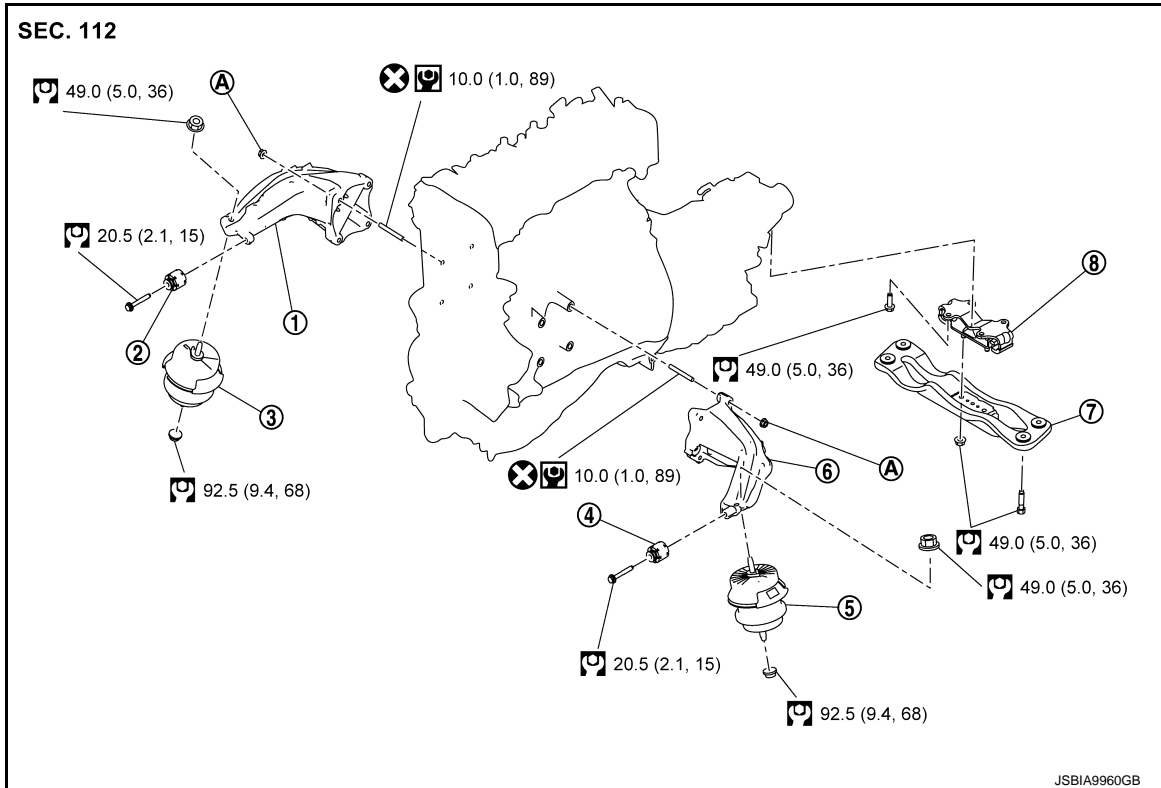 SEC. 112
49.0 (5.0, 36)
A
10.0 (1.0, 89)
20.5 (2.1, 15)
2
1
3
92.5 (9.4, 68)
8
49.0 (5.0, 36)
7
6
A
10.0 (1.0, 89)
4
49.0 (5.0, 36)
49.0 (5.0, 36)
5
20.5 (2.1, 15)
92.5 (9.4, 68)
JSBIA9960GB